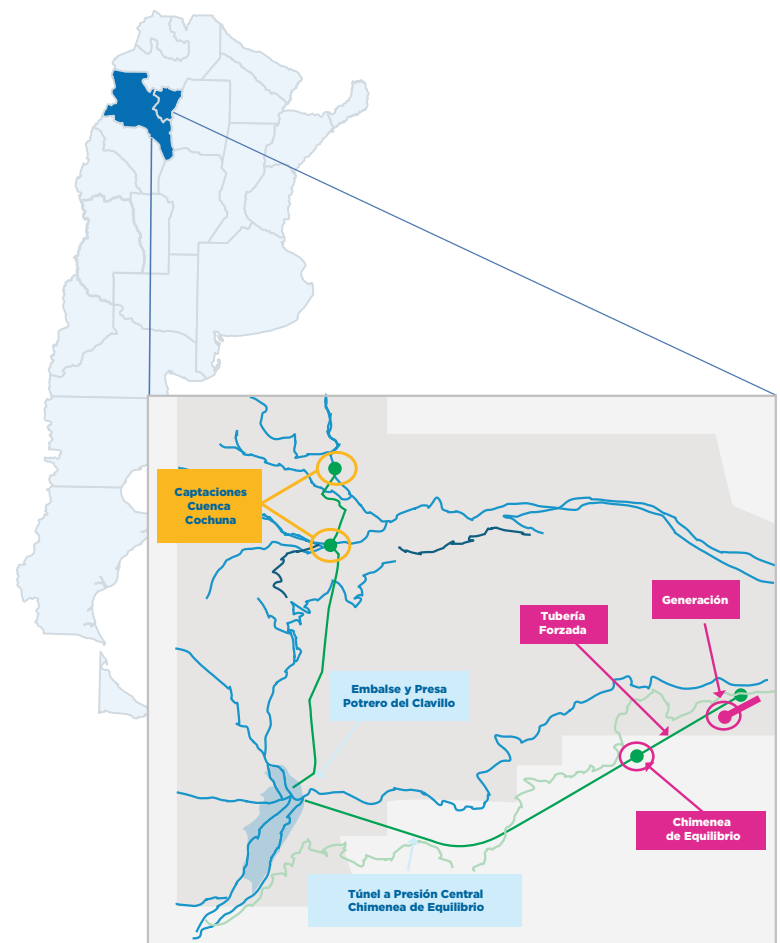 Captaciones
Cuenca
Cochuna
Generación
Tubería
Forzada
Embalse y Presa
Potrero del Clavillo
Chimenea
de Equilibrio
Túnel a Presión Central
Chimenea de Equilibrio